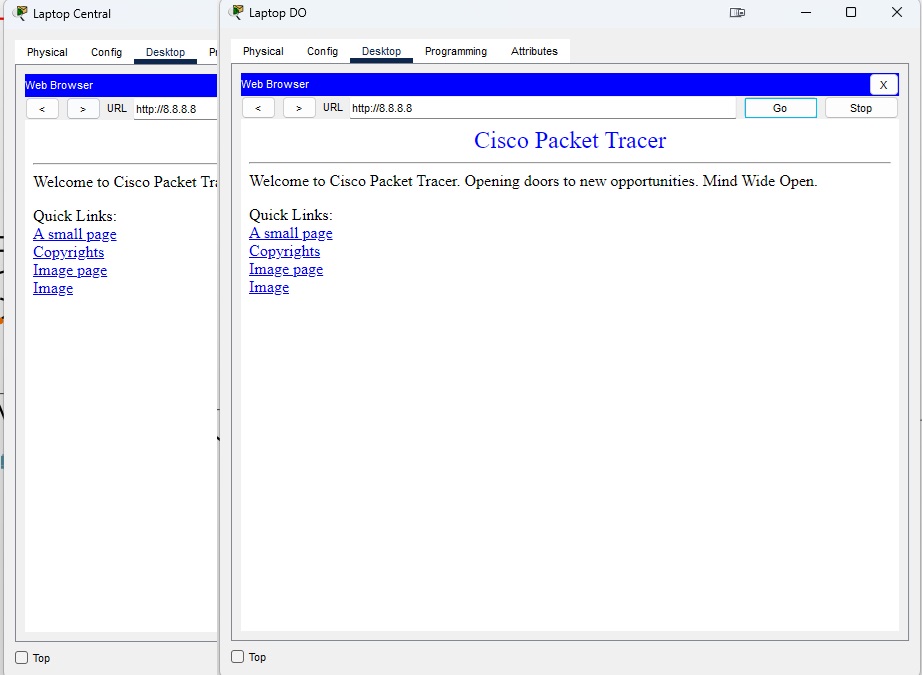 Laptop Central
Physical Config Desktop
Web Browser
< > URL http://8.8.8.8
Welcome to Cisco Packet
Quick Links:
A small page
Copyrights
Image page
Image
Top
Laptop DO
Physical Config Desktop Programming Attributes
Web Browser X
< > URL http://8.8.8.8 Go Stop
Cisco Packet Tracer
Welcome to Cisco Packet Tracer. Opening doors to new opportunities. Mind Wide Open.
Quick Links:
A small page
Copyrights
Image page
Image
Top